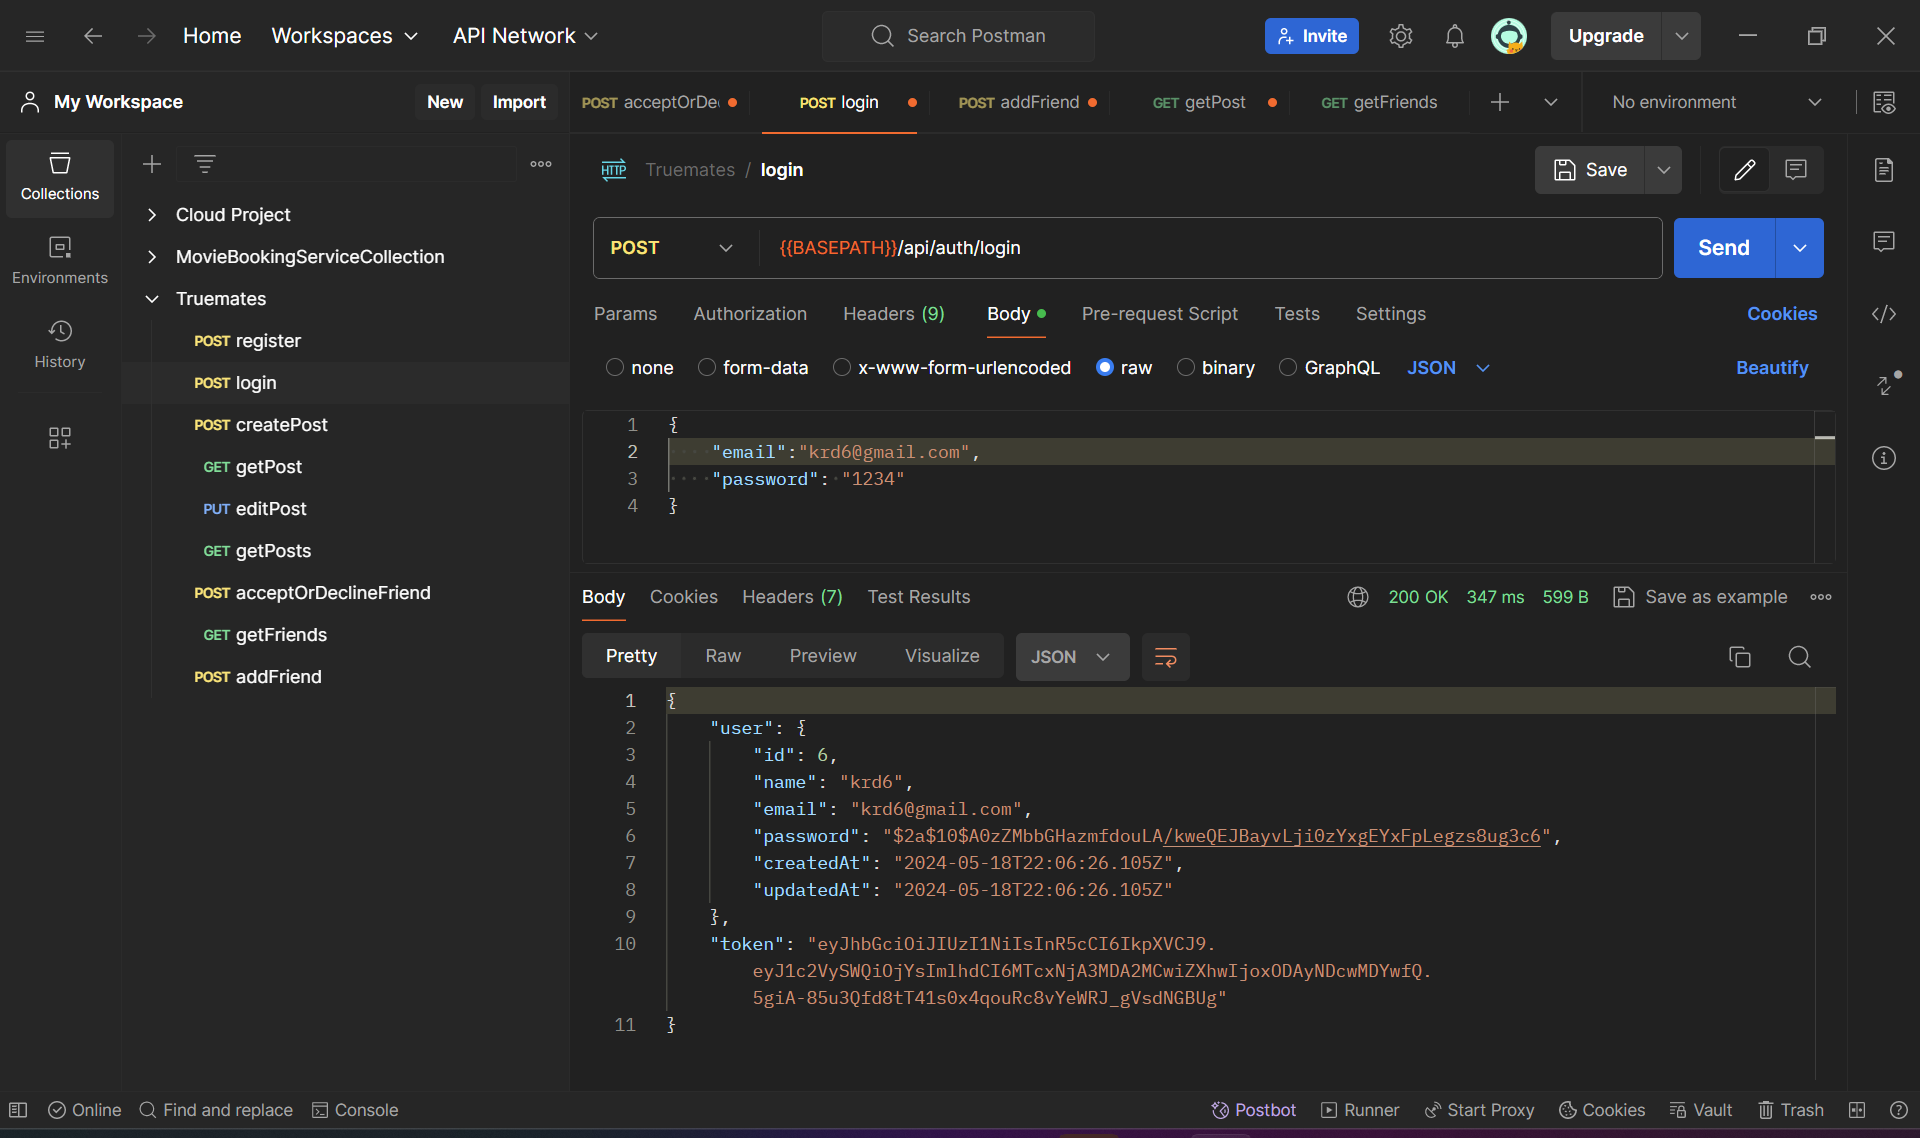 Home Workspaces API Network Search Postman Invite Upgrade
My Workspace New Import POST acceptOrDec POST login POST addFriend GET getPost GET getFriends No environment
Collections
Environments
History
Cloud Project
MovieBookingServiceCollection
Truemates
POST register
POST login
POST createPost
GET getPost
PUT editPost
GET getPosts
POST acceptOrDeclineFriend
GET getFriends
POST addFriend
HTTP Truemates / login Save
POST {{BASEPATH}}/api/auth/login Send
Params Authorization Headers (9) Body Pre-request Script Tests Settings Cookies
none form-data x-www-form-urlencoded raw binary GraphQL JSON Beautify
1 {
2 "email":"krd6@gmail.com",
3 "password": "1234"
4 }
Body Cookies Headers (7) Test Results 200 OK 347 ms 599 B Save as example
Pretty Raw Preview Visualize JSON
1 {
2 "user": {
3 "id": 6,
4 "name": "krd6",
5 "email": "krd6@gmail.com",
6 "password": "$2a$10$A0zZMbbGHazmfdouLA/kweQEJBayvLji0zYxgEYxFpLegzs8ug3c6",
7 "createdAt": "2024-05-18T22:06:26.105Z",
8 "updatedAt": "2024-05-18T22:06:26.105Z"
9 },
10 "token": "eyJhbGciOiJIUzI1NiIsInR5cCI6IkpXVCJ9.
eyJ1c2VySWQiOjYsImlhdCI6MTcxNjA3MDA2MCwiZXhwIjoxODAyNDcwMDYwfQ.
5giA-85u3Qfd8tT41s0x4qouRc8vYeWRJ_gVsdNGBUg"
11 }
Online Find and replace Console Postbot Runner Start Proxy Cookies Vault Trash